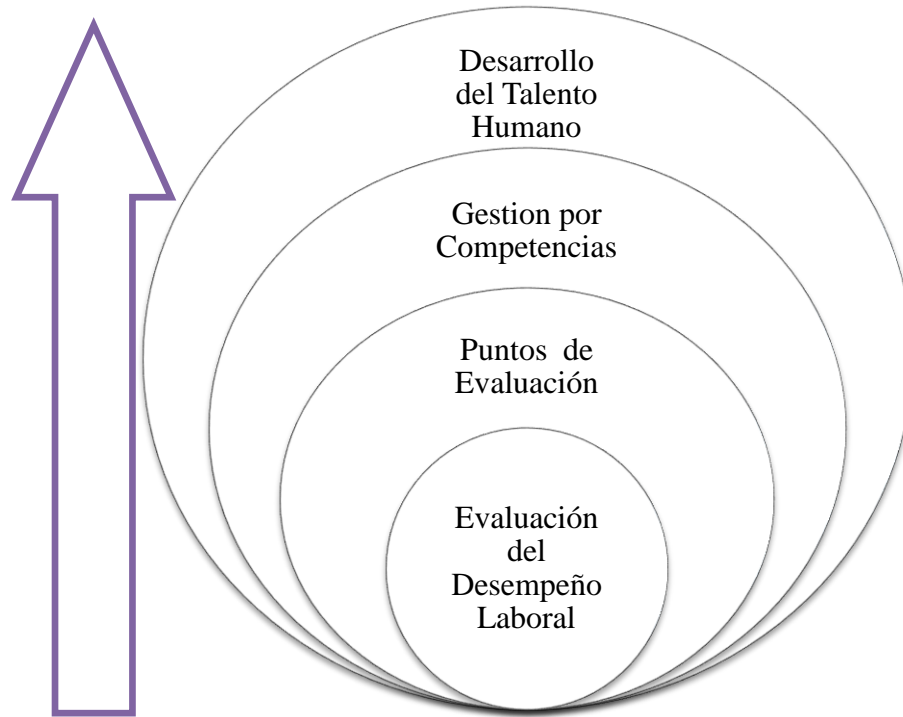 Desarrollo
del Talento
Humano
Gestion por
Competencias
Puntos de
Evaluación
Evaluación
del
Desempeño
Laboral